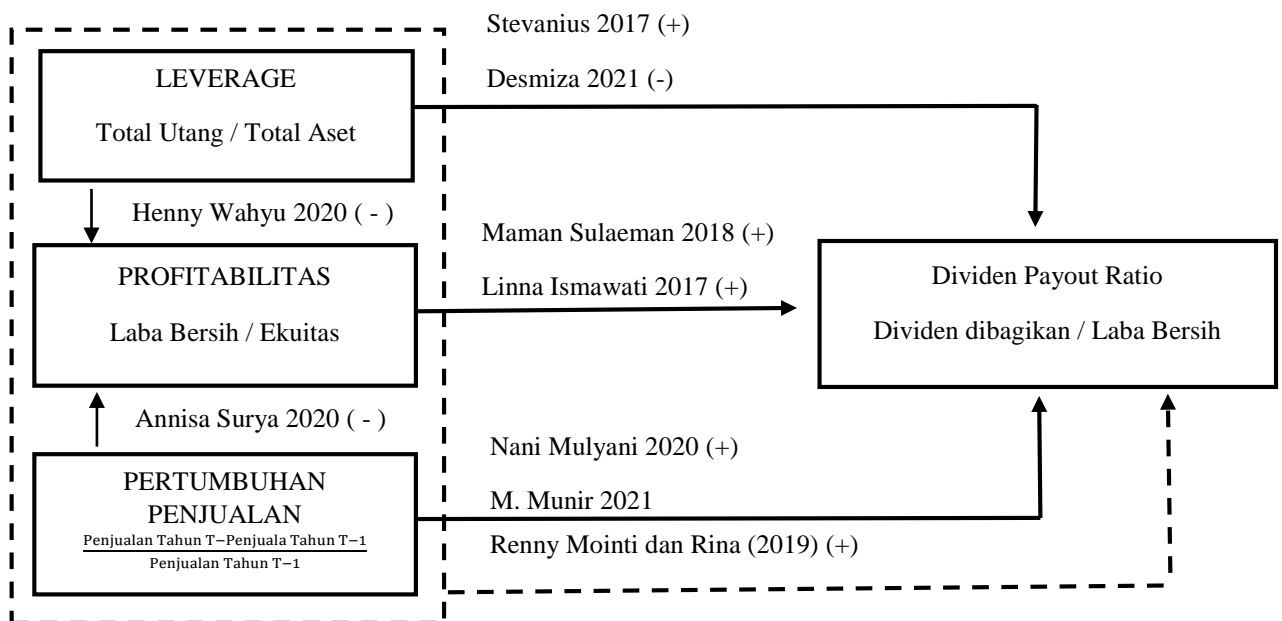 Stevanius 2017 (+)
LEVERAGE
Desmiza 2021 (-)
Total Utang / Total Aset
Henny Wahyu 2020 ( - )
Maman Sulaeman 2018 (+)
PROFITABILITAS
Linna Ismawati 2017 (+)
Dividen Payout Ratio
Laba Bersih / Ekuitas
Dividen dibagikan / Laba Bersih
Annisa Surya 2020 ( - )
Nani Mulyani 2020 (+)
PERTUMBUHAN
PENJUALAN
M. Munir 2021
Penjualan Tahun T−Penjuala Tahun T−1
Penjualan Tahun T−1
Renny Mointi dan Rina (2019) (+)